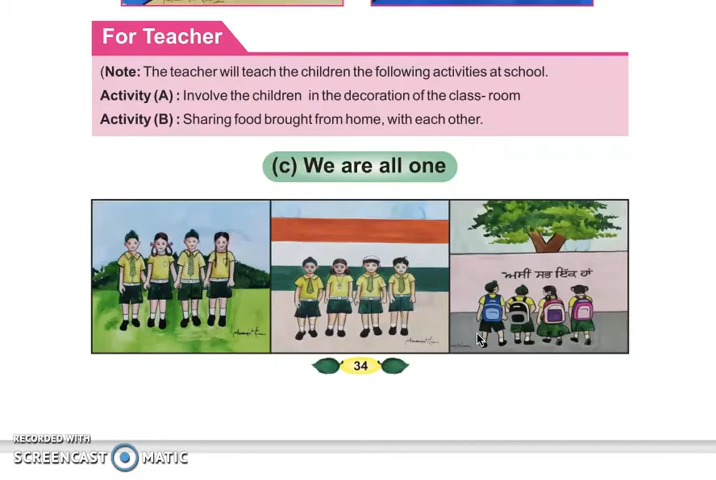 For Teacher
(Note: The teacher will teach the children the following activities at school.
Activity (A) : Involve the children in the decoration of the class- room
Activity (B) : Sharing food brought from home, with each other.
(c) We are all one
ਅਸੀਂ ਸਭ ਇੱਕ ਹਾਂ
34
RECORDED WITH
SCREENCAST MATIC